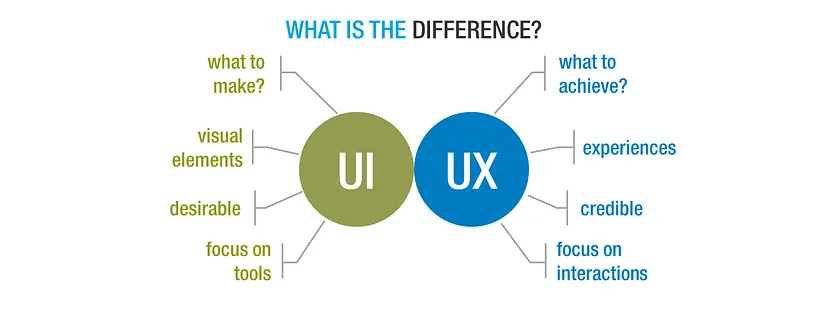 WHAT IS THE DIFFERENCE?
what to
make?
visual
elements
desirable
focus on
tools
UI
UX
what to
achieve?
experiences
credible
focus on
interactions